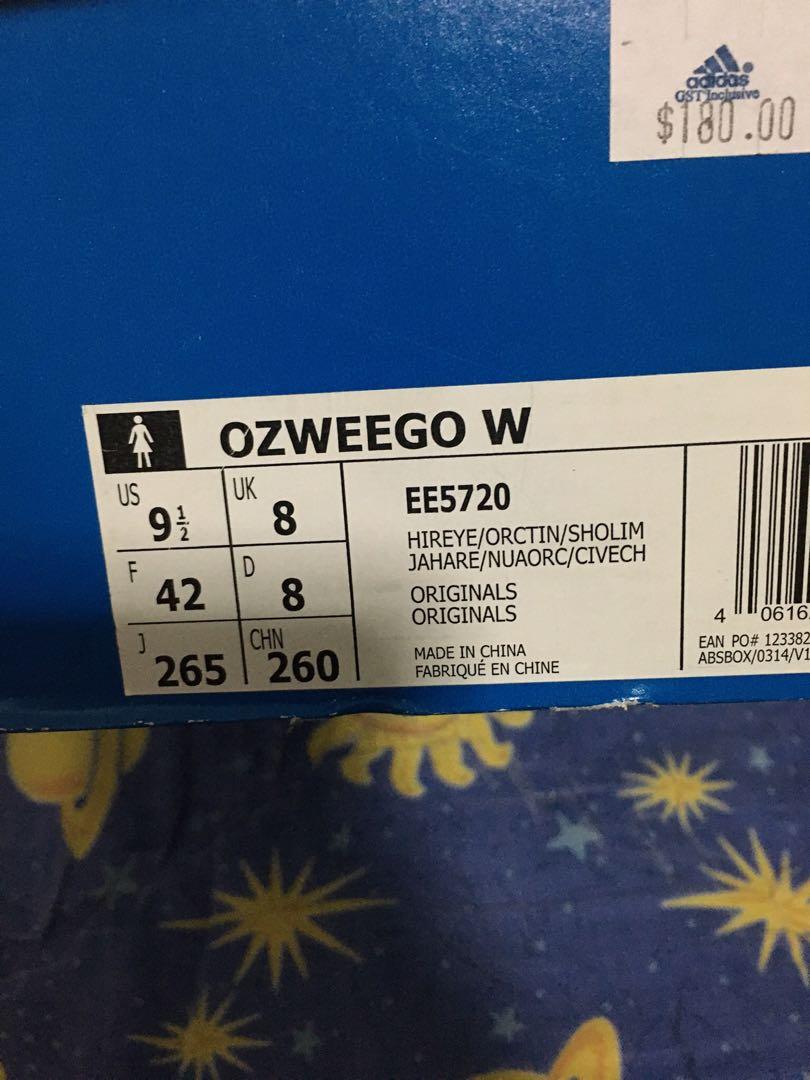 adidas
GST Inclusive
$180.00
OZWEEGO W
US 9 1/2 UK 8
F 42 D 8
J 265 CHN 260
EE5720
HIREYE/ORCTIN/SHOLIM
JAHARE/NUAORC/CIVECH
ORIGINALS
ORIGINALS
MADE IN CHINA
FABRIQUÉ EN CHINE
4 0616
EAN PO# 123382
ABSBOX/0314/V1